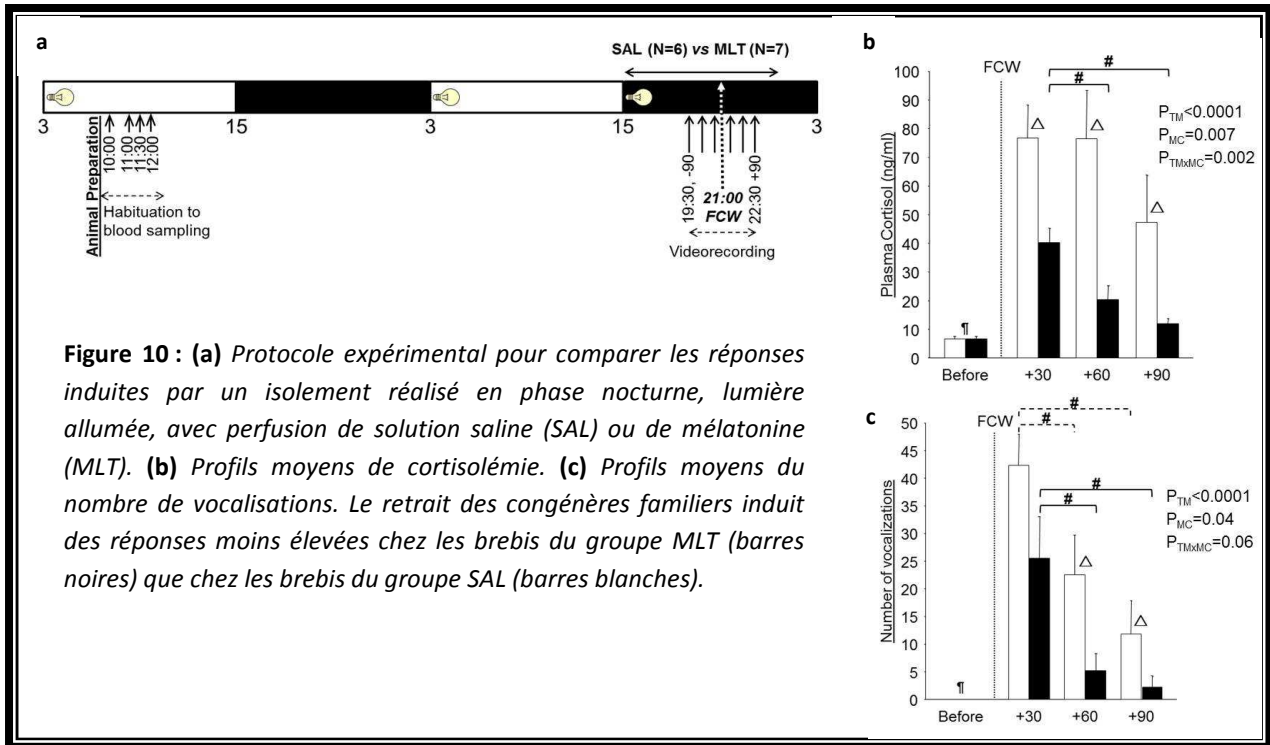 a
SAL (N=6) vs MLT (N=7)
3 15 3 15 3
Animal Preparation
10:00
11:00
11:30
12:00
Habituation to
blood sampling
19:30, -90
21:00
FCW
22:30 +90
Videorecording
Figure 10 : (a) Protocole expérimental pour comparer les réponses
induites par un isolement réalisé en phase nocturne, lumière
allumée, avec perfusion de solution saline (SAL) ou de mélatonine
(MLT). (b) Profils moyens de cortisolémie. (c) Profils moyens du
nombre de vocalisations. Le retrait des congénères familiers induit
des réponses moins élevées chez les brebis du groupe MLT (barres
noires) que chez les brebis du groupe SAL (barres blanches).
b
FCW
#
#
Plasma Cortisol (ng/ml)
100
90
80
70
60
50
40
30
20
10
0
¶
△
△
△
PTM<0.0001
PMC=0.007
PTMxMC=0.002
Before +30 +60 +90
c
FCW
#
#
#
#
Number of vocalizations
50
45
40
35
30
25
20
15
10
5
0
¶
△
△
PTM<0.0001
PMC=0.04
PTMxMC=0.06
Before +30 +60 +90